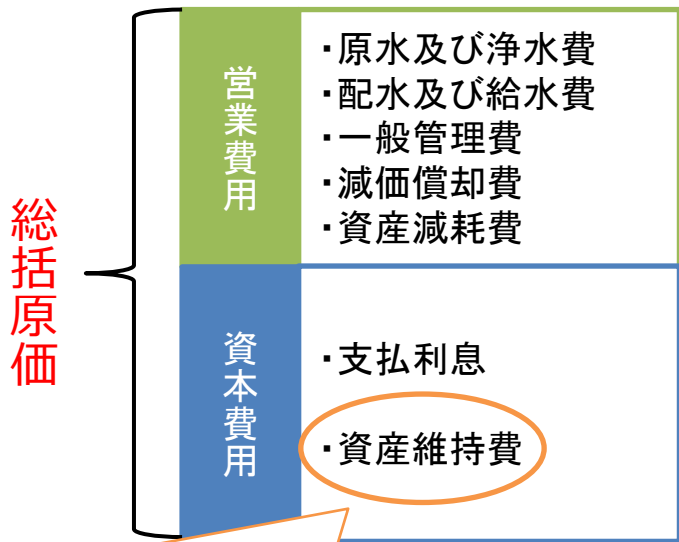 総括原価
営業費用
・原水及び浄水費
・配水及び給水費
・一般管理費
・減価償却費
・資産減耗費
資本費用
・支払利息
・資産維持費